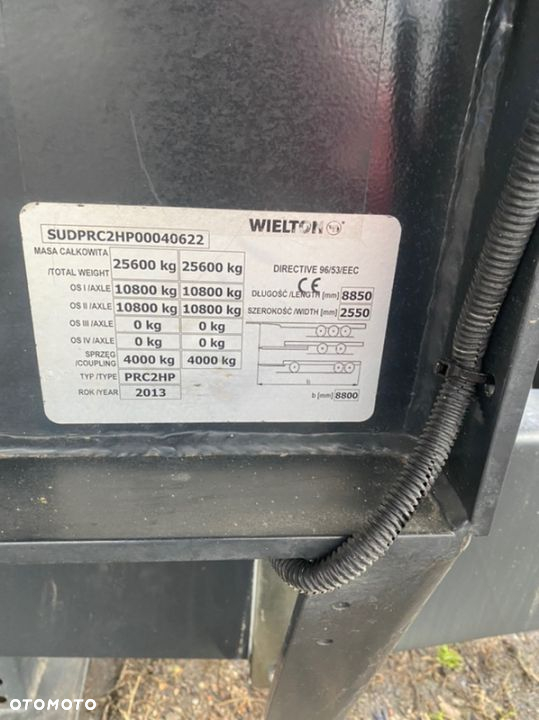 SUDPRC2HP00040622
WIELTON
MASA CAŁKOWITA
/TOTAL WEIGHT 25600 kg 25600 kg
OS I/AXLE 10800 kg 10800 kg
OS II/AXLE 10800 kg 10800 kg
OS III/AXLE 0 kg 0 kg
OS IV/AXLE 0 kg 0 kg
SPRZĘG
/COUPLING 4000 kg 4000 kg
TYP/TYPE PRC2HP
ROK/YEAR 2013
DIRECTIVE 96/53/EEC
CE
DŁUGOŚĆ/LENGTH [mm] 8850
SZEROKOŚĆ/WIDTH [mm] 2550
b
b [mm] 8800
OTOMOTO